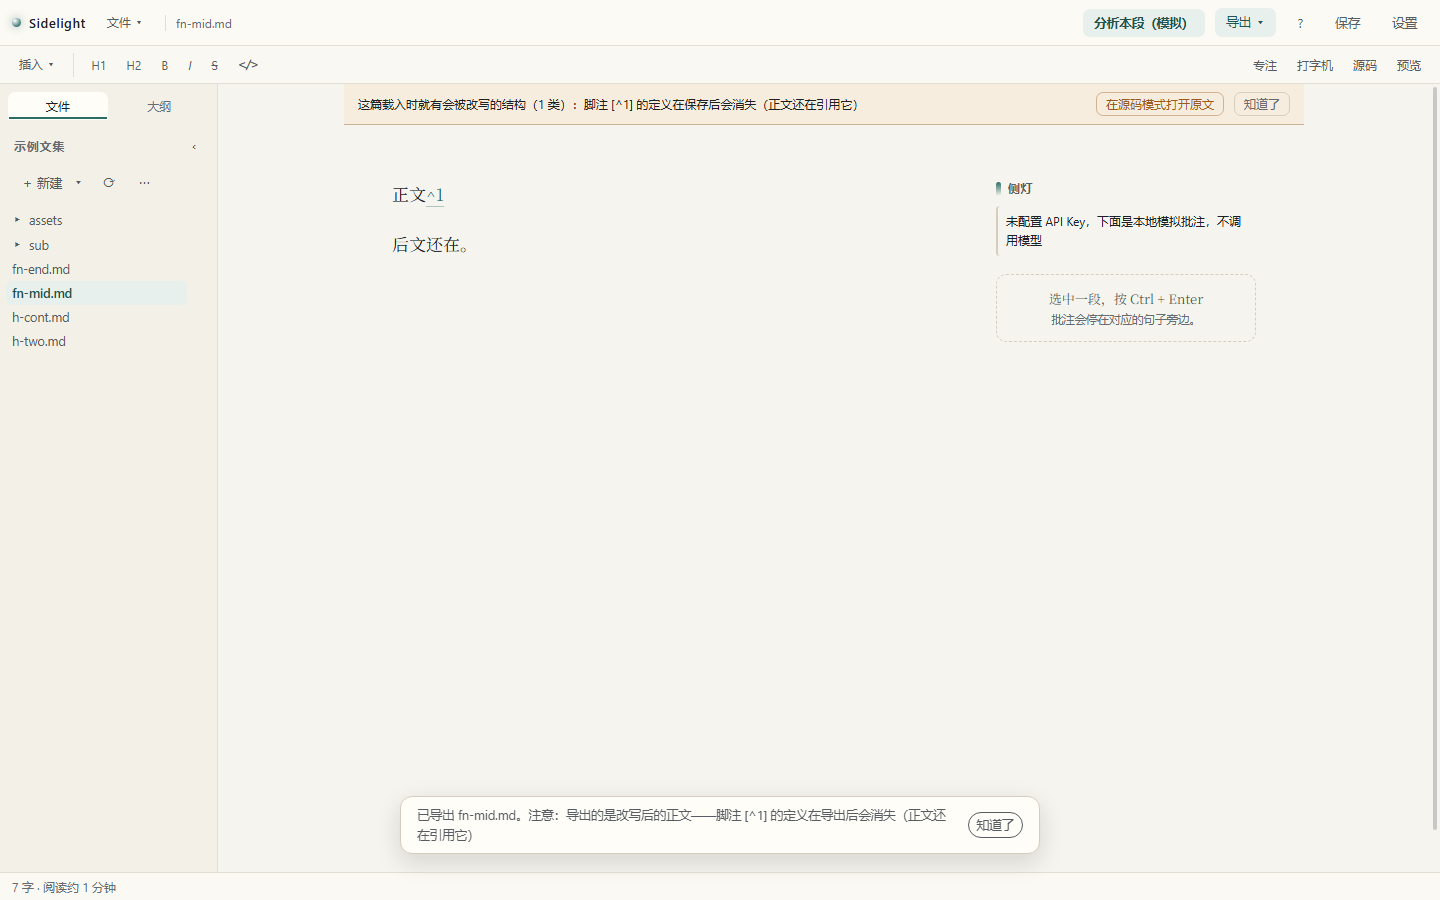 Sidelight 文件 fn-mid.md 分析本段（模拟） 导出 ? 保存 设置
插入 H1 H2 B I S </> 专注 打字机 源码 预览
文件 大纲
这篇载入时就有会被改写的结构（1 类）：脚注 [^1] 的定义在保存后会消失（正文还在引用它） 在源码模式打开原文 知道了
示例文集
+ 新建 ...
assets
sub
fn-end.md
fn-mid.md
h-cont.md
h-two.md
正文^1
后文还在。
侧灯
未配置 API Key，下面是本地模拟批注，不调
用模型
选中一段，按 Ctrl + Enter
批注会停在对应的句子旁边。
已导出 fn-mid.md。注意：导出的是改写后的正文——脚注 [^1] 的定义在导出后会消失（正文还
在引用它）
知道了
7 字 · 阅读约 1 分钟